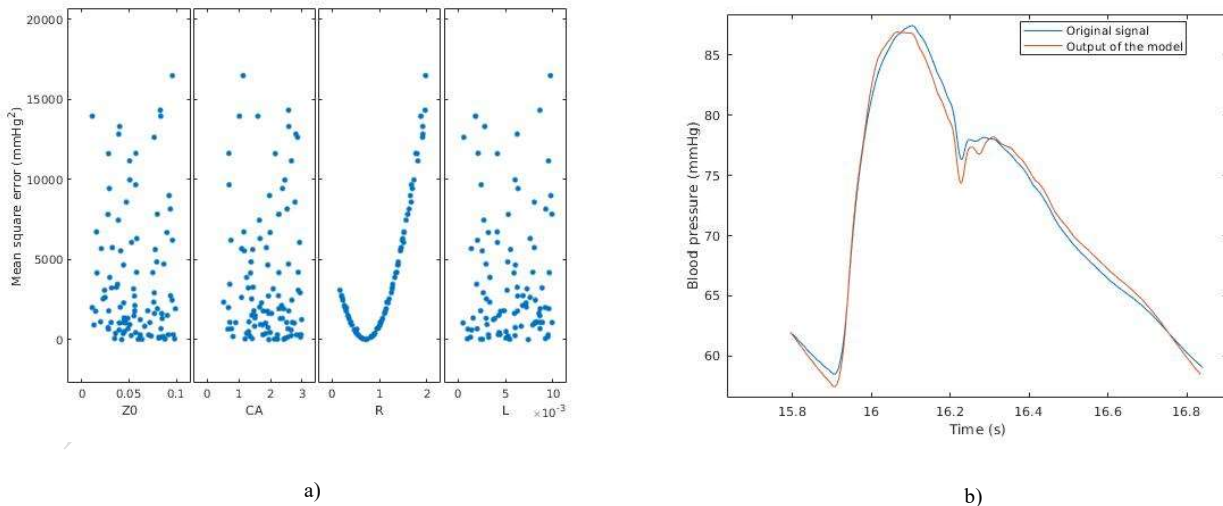 Mean square error (mmHg²)
20000
15000
10000
5000
0
0 0.05 0.1
Z0
0 1 2 3
CA
0 1 2
R
0 5 10
×10⁻³
L
a)
Blood pressure (mmHg)
85
80
75
70
65
60
Original signal
Output of the model
15.8 16 16.2 16.4 16.6 16.8
Time (s)
b)